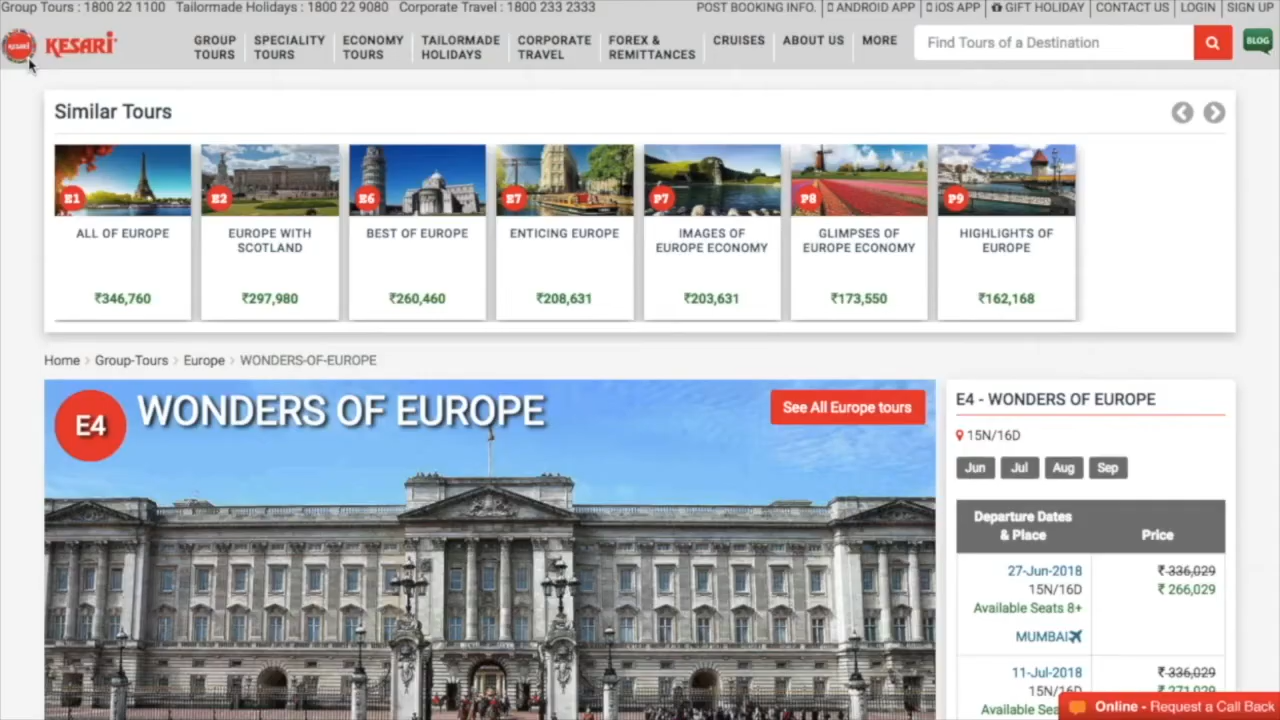 Group Tours : 1800 22 1100 Tailormade Holidays : 1800 22 9080 Corporate Travel : 1800 233 2333
POST BOOKING INFO. ANDROID APP IOS APP GIFT HOLIDAY CONTACT US LOGIN SIGN UP
KESARI
GROUP TOURS
SPECIALITY TOURS
ECONOMY TOURS
TAILORMADE HOLIDAYS
CORPORATE TRAVEL
FOREX & REMITTANCES
CRUISES
ABOUT US
MORE
Find Tours of a Destination
BLOG
Similar Tours
E1
ALL OF EUROPE
₹346,760
E2
EUROPE WITH
SCOTLAND
₹297,980
E6
BEST OF EUROPE
₹260,460
E7
ENTICING EUROPE
₹208,631
P7
IMAGES OF
EUROPE ECONOMY
₹203,631
P8
GLIMPSES OF
EUROPE ECONOMY
₹173,550
P9
HIGHLIGHTS OF
EUROPE
₹162,168
Home > Group-Tours > Europe > WONDERS-OF-EUROPE
E4
WONDERS OF EUROPE
See All Europe tours
E4 - WONDERS OF EUROPE
15N/16D
Jun Jul Aug Sep
Departure Dates
& Place
Price
27-Jun-2018 ₹ 336,029
15N/16D ₹ 266,029
Available Seats 8+
MUMBAI
11-Jul-2018 ₹ 336,029
15N/16D ₹ 271,029
Available
Online - Request a Call Back